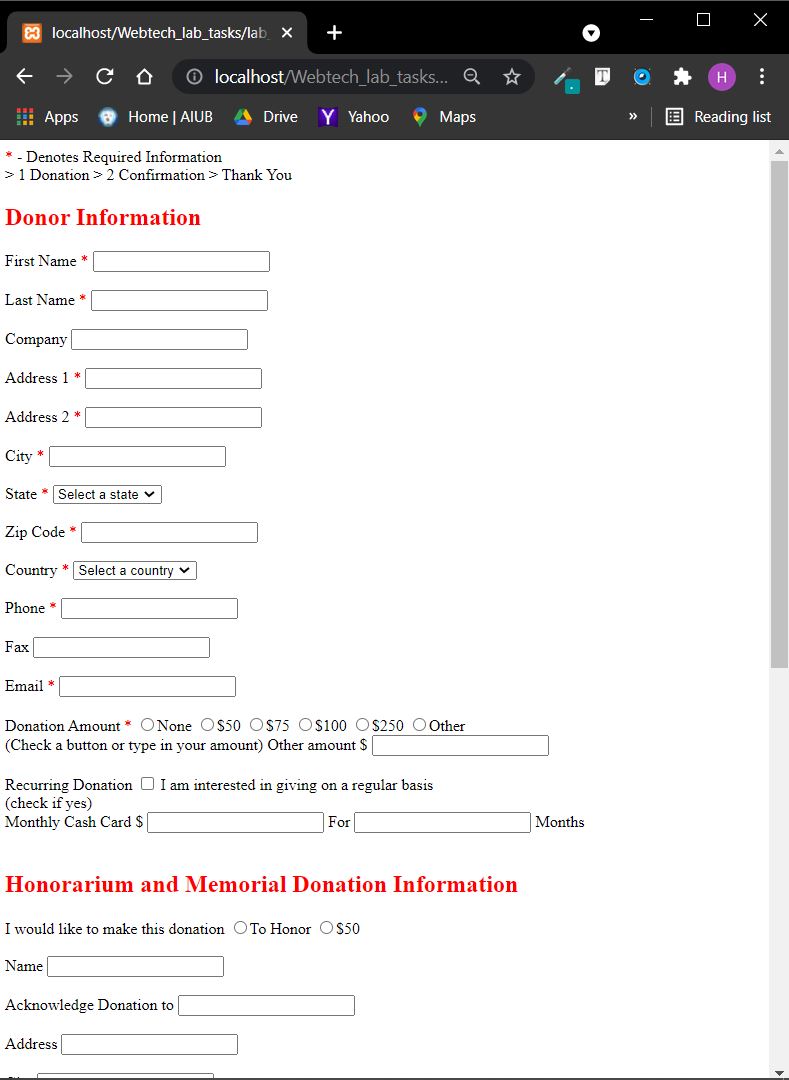 localhost/Webtech_lab_tasks/lab_
localhost/Webtech_lab_tasks...
H
Apps Home | AIUB Drive Yahoo Maps » Reading list
* - Denotes Required Information
> 1 Donation > 2 Confirmation > Thank You
Donor Information
First Name *
Last Name *
Company
Address 1 *
Address 2 *
City *
State * Select a state
Zip Code *
Country * Select a country
Phone *
Fax
Email *
Donation Amount * None $50 $75 $100 $250 Other
(Check a button or type in your amount) Other amount $
Recurring Donation I am interested in giving on a regular basis
(check if yes)
Monthly Cash Card $ For Months
Honorarium and Memorial Donation Information
I would like to make this donation To Honor $50
Name
Acknowledge Donation to
Address